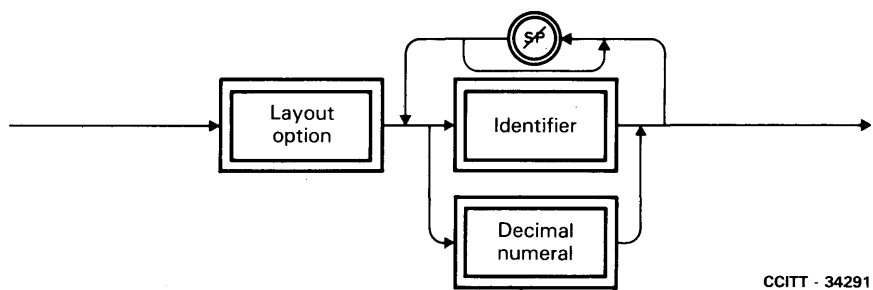 SP
Layout
option
Identifier
Decimal
numeral
CCITT - 34291